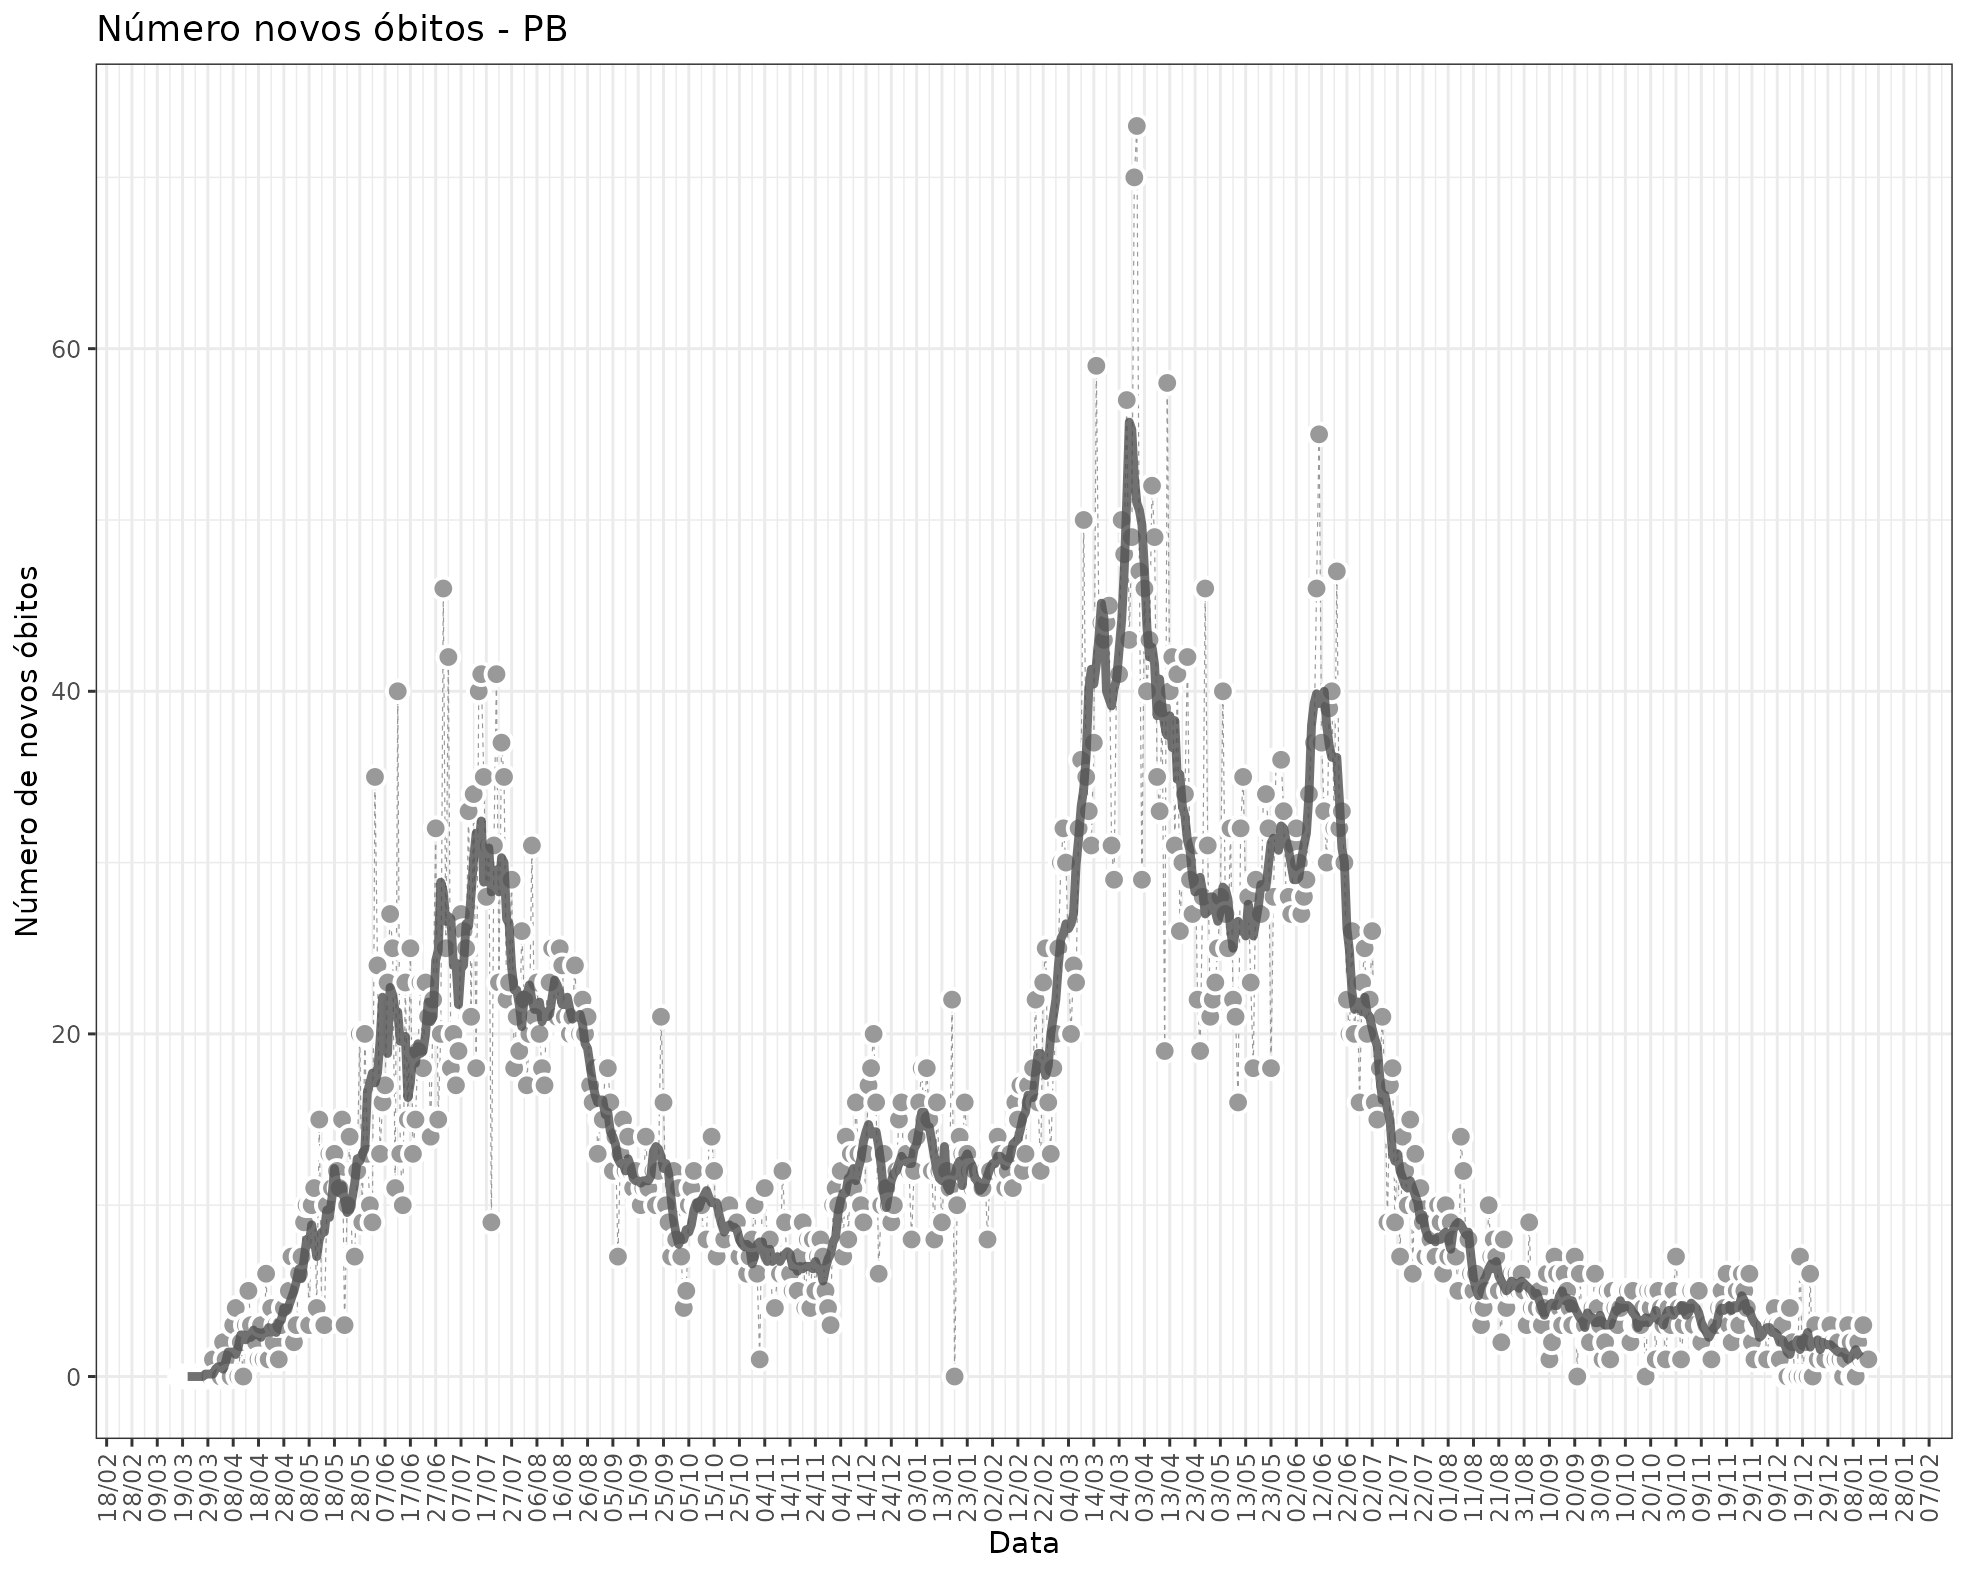 Número novos óbitos - PB
Número de novos óbitos
60
40
20
0
18/02 28/02 09/03 19/03 29/03 08/04 18/04 28/04 08/05 18/05 28/05 07/06 17/06 27/06 07/07 17/07 27/07 06/08 16/08 26/08 05/09 15/09 25/09 05/10 15/10 25/10 04/11 14/11 24/11 04/12 14/12 24/12 03/01 13/01 23/01 02/02 12/02 22/02 04/03 14/03 24/03 03/04 13/04 23/04 03/05 13/05 23/05 02/06 12/06 22/06 02/07 12/07 22/07 01/08 11/08 21/08 31/08 10/09 20/09 30/09 10/10 20/10 30/10 09/11 19/11 29/11 09/12 19/12 29/12 08/01 18/01 28/01 07/02
Data